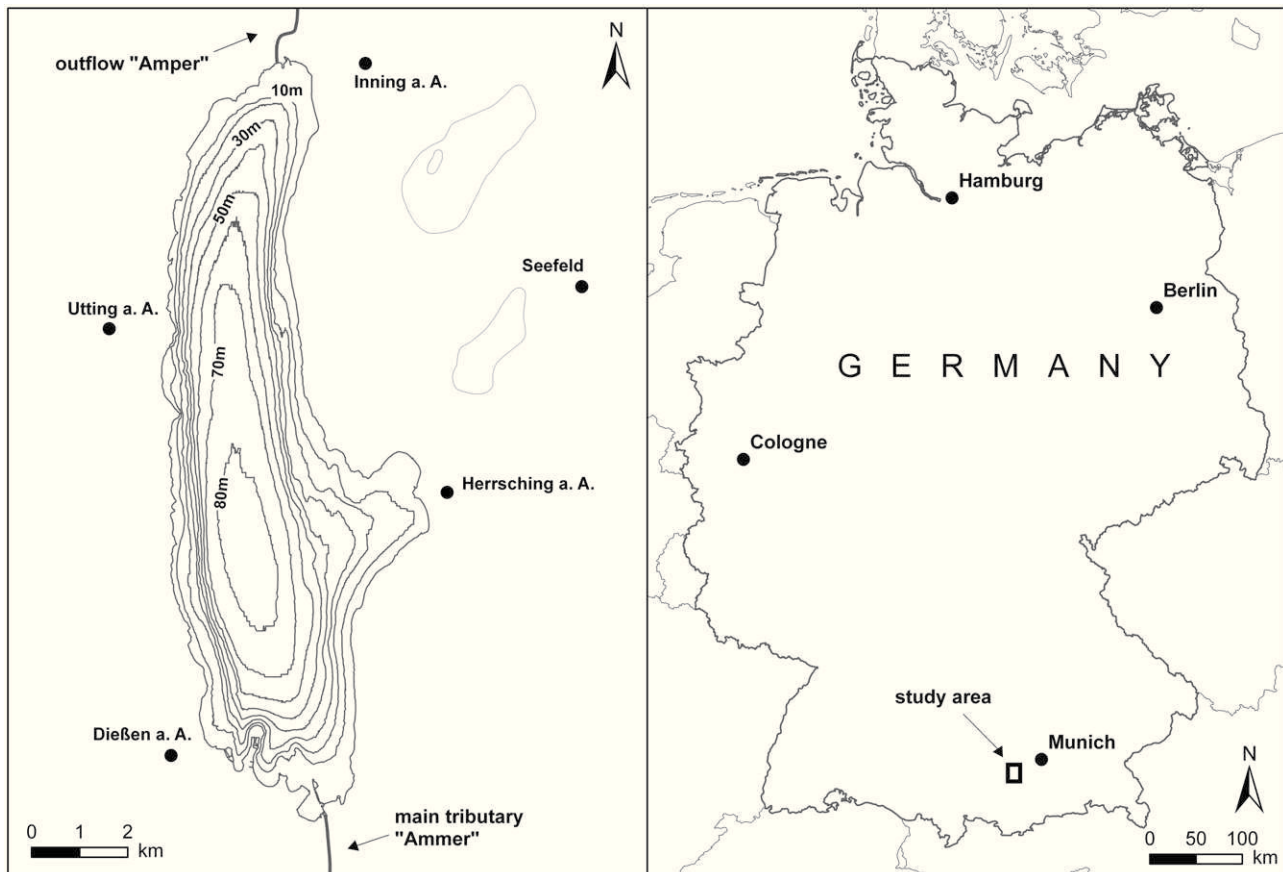 outflow "Amper"
Inning a. A.
N
10m
30m
50m
Seefeld
Utting a. A.
70m
80m
Herrsching a. A.
Dießen a. A.
main tributary
"Ammer"
0 1 2
km
Hamburg
Berlin
GERMANY
Cologne
study area
Munich
N
0 50 100
km